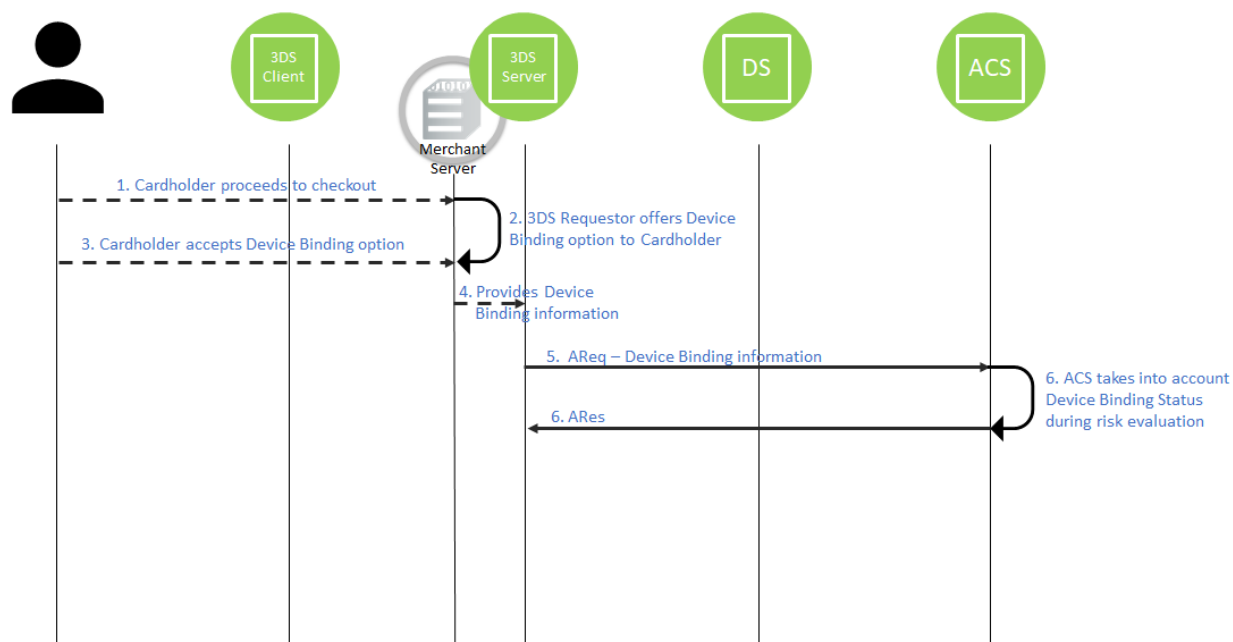 3DS
Client
3DS
Server
DS
ACS
010101
Merchant
Server
1. Cardholder proceeds to checkout
2. 3DS Requestor offers Device
Binding option to Cardholder
3. Cardholder accepts Device Binding option
4. Provides Device
Binding information
5. AReq – Device Binding information
6. ACS takes into account
Device Binding Status
during risk evaluation
6. ARes